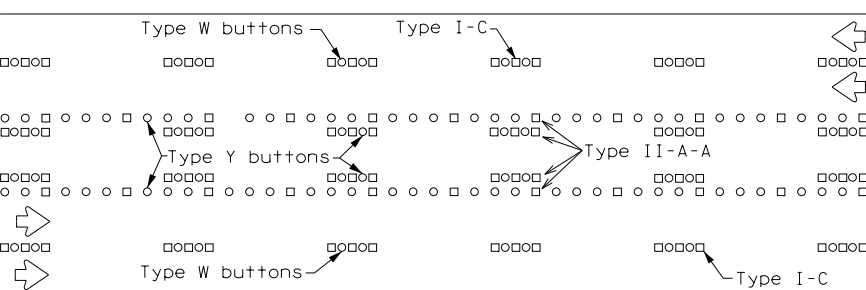 Type W buttons
Type I-C
Type Y buttons
Type II-A-A
Type W buttons
Type I-C